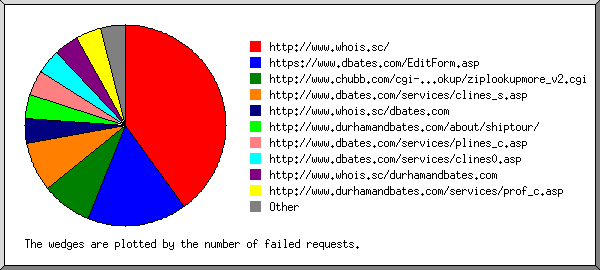 http://www.whois.sc/
https://www.dbates.com/EditForm.asp
http://www.chubb.com/cgi-...okup/ziplookupmore_v2.cgi
http://www.dbates.com/services/clines_s.asp
http://www.whois.sc/dbates.com
http://www.durhamandbates.com/about/shiptour/
http://www.dbates.com/services/plines_c.asp
http://www.dbates.com/services/clines0.asp
http://www.whois.sc/durhamandbates.com
http://www.durhamandbates.com/services/prof_c.asp
Other
The wedges are plotted by the number of failed requests.